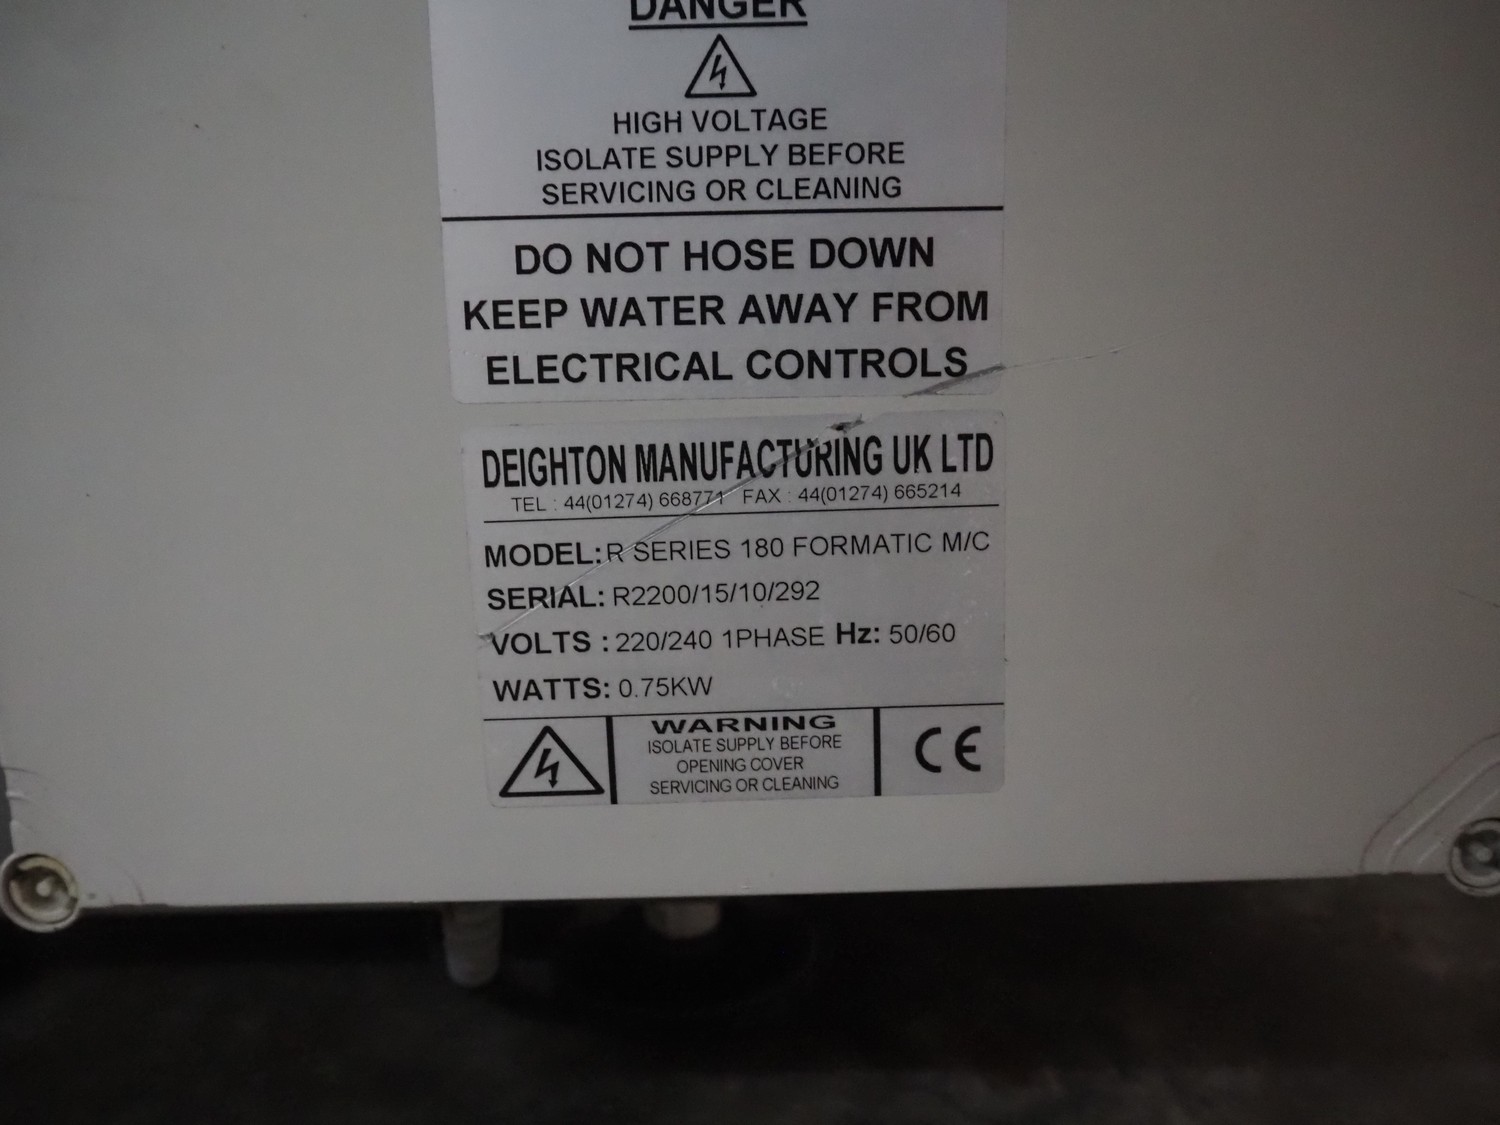 DANGER
HIGH VOLTAGE
ISOLATE SUPPLY BEFORE
SERVICING OR CLEANING
DO NOT HOSE DOWN
KEEP WATER AWAY FROM
ELECTRICAL CONTROLS
DEIGHTON MANUFACTURING UK LTD
TEL : 44(01274) 668771 FAX : 44(01274) 665214
MODEL: R SERIES 180 FORMATIC M/C
SERIAL: R2200/15/10/292
VOLTS : 220/240 1PHASE Hz: 50/60
WATTS: 0.75KW
WARNING
ISOLATE SUPPLY BEFORE
OPENING COVER
SERVICING OR CLEANING
CE